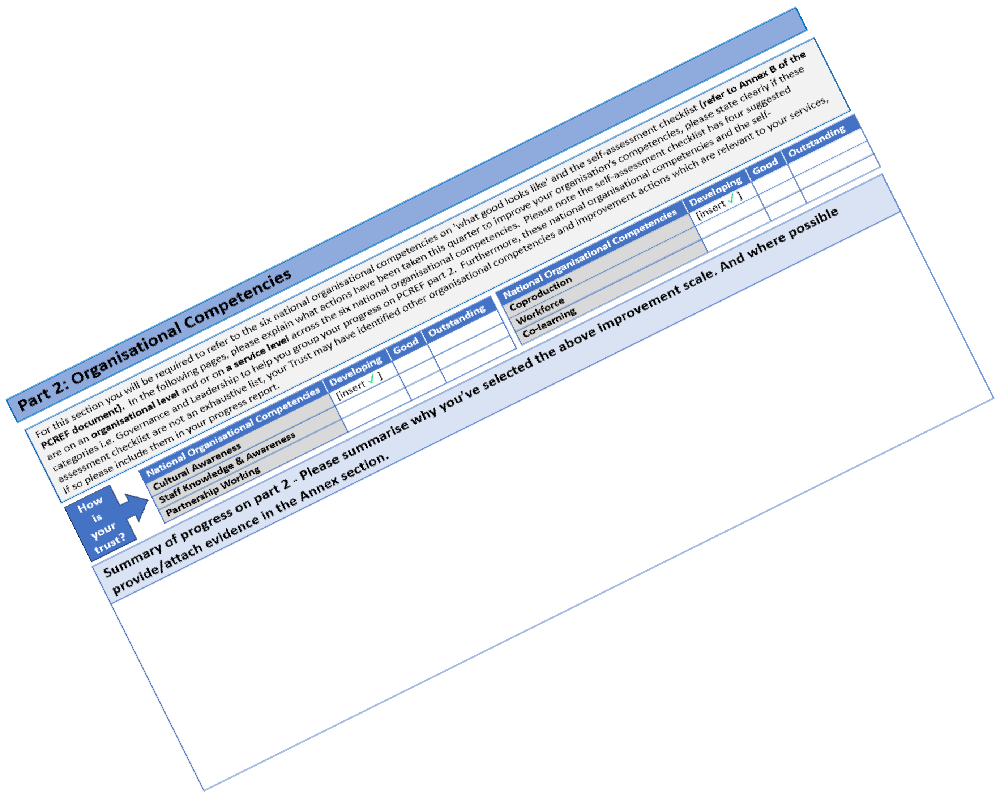 Part 2: Organisational Competencies
For this section you will be required to refer to the six national organisational competencies on 'what good looks like' and the self-assessment checklist (refer to Annex B of the
PCREF document). In the following pages, please explain what actions have been taken this quarter to improve your organisation's competencies, please state clearly if these
are on an organisational level and or on a service level across the six national organisational competencies. Please note the self-assessment checklist has four suggested
categories i.e. Governance and Leadership to help you group your progress on PCREF part 2. Furthermore, these national organisational competencies and the self-
assessment checklist are not an exhaustive list, your Trust may have identified other organisational competencies and improvement actions which are relevant to your services,
if so please include them in your progress report.
How
is
your
trust?
National Organisational Competencies Developing Good Outstanding
Cultural Awareness [insert ✓ ]
Staff Knowledge & Awareness
Partnership Working
National Organisational Competencies Developing Good Outstanding
Coproduction [insert ✓ ]
Workforce
Co-learning
Summary of progress on part 2 - Please summarise why you've selected the above improvement scale. And where possible
provide/attach evidence in the Annex section.